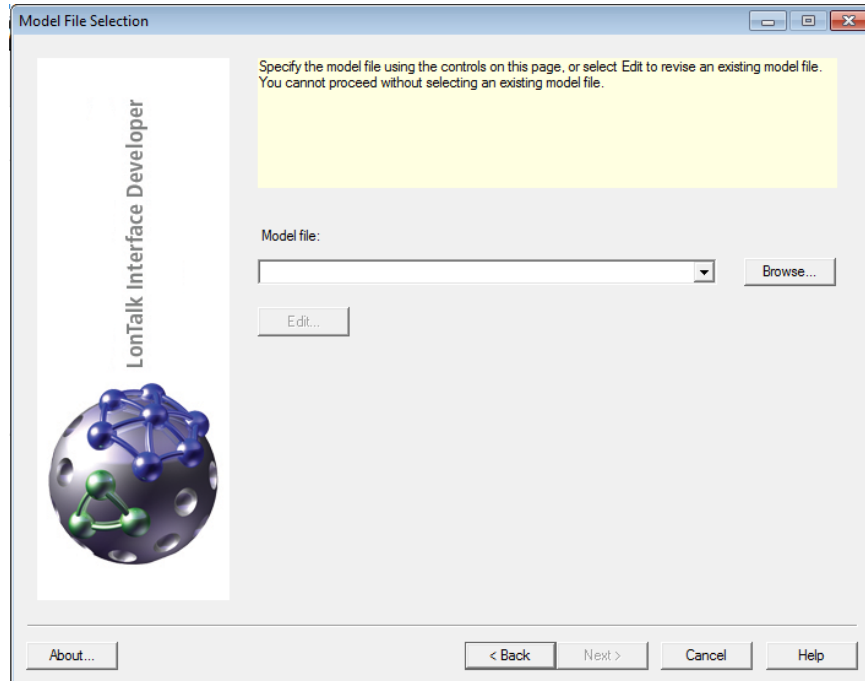 Model File Selection
Specify the model file using the controls on this page, or select Edit to revise an existing model file.
You cannot proceed without selecting an existing model file.
LonTalk Interface Developer
Model file:
Browse...
Edit...
About...
< Back
Next >
Cancel
Help